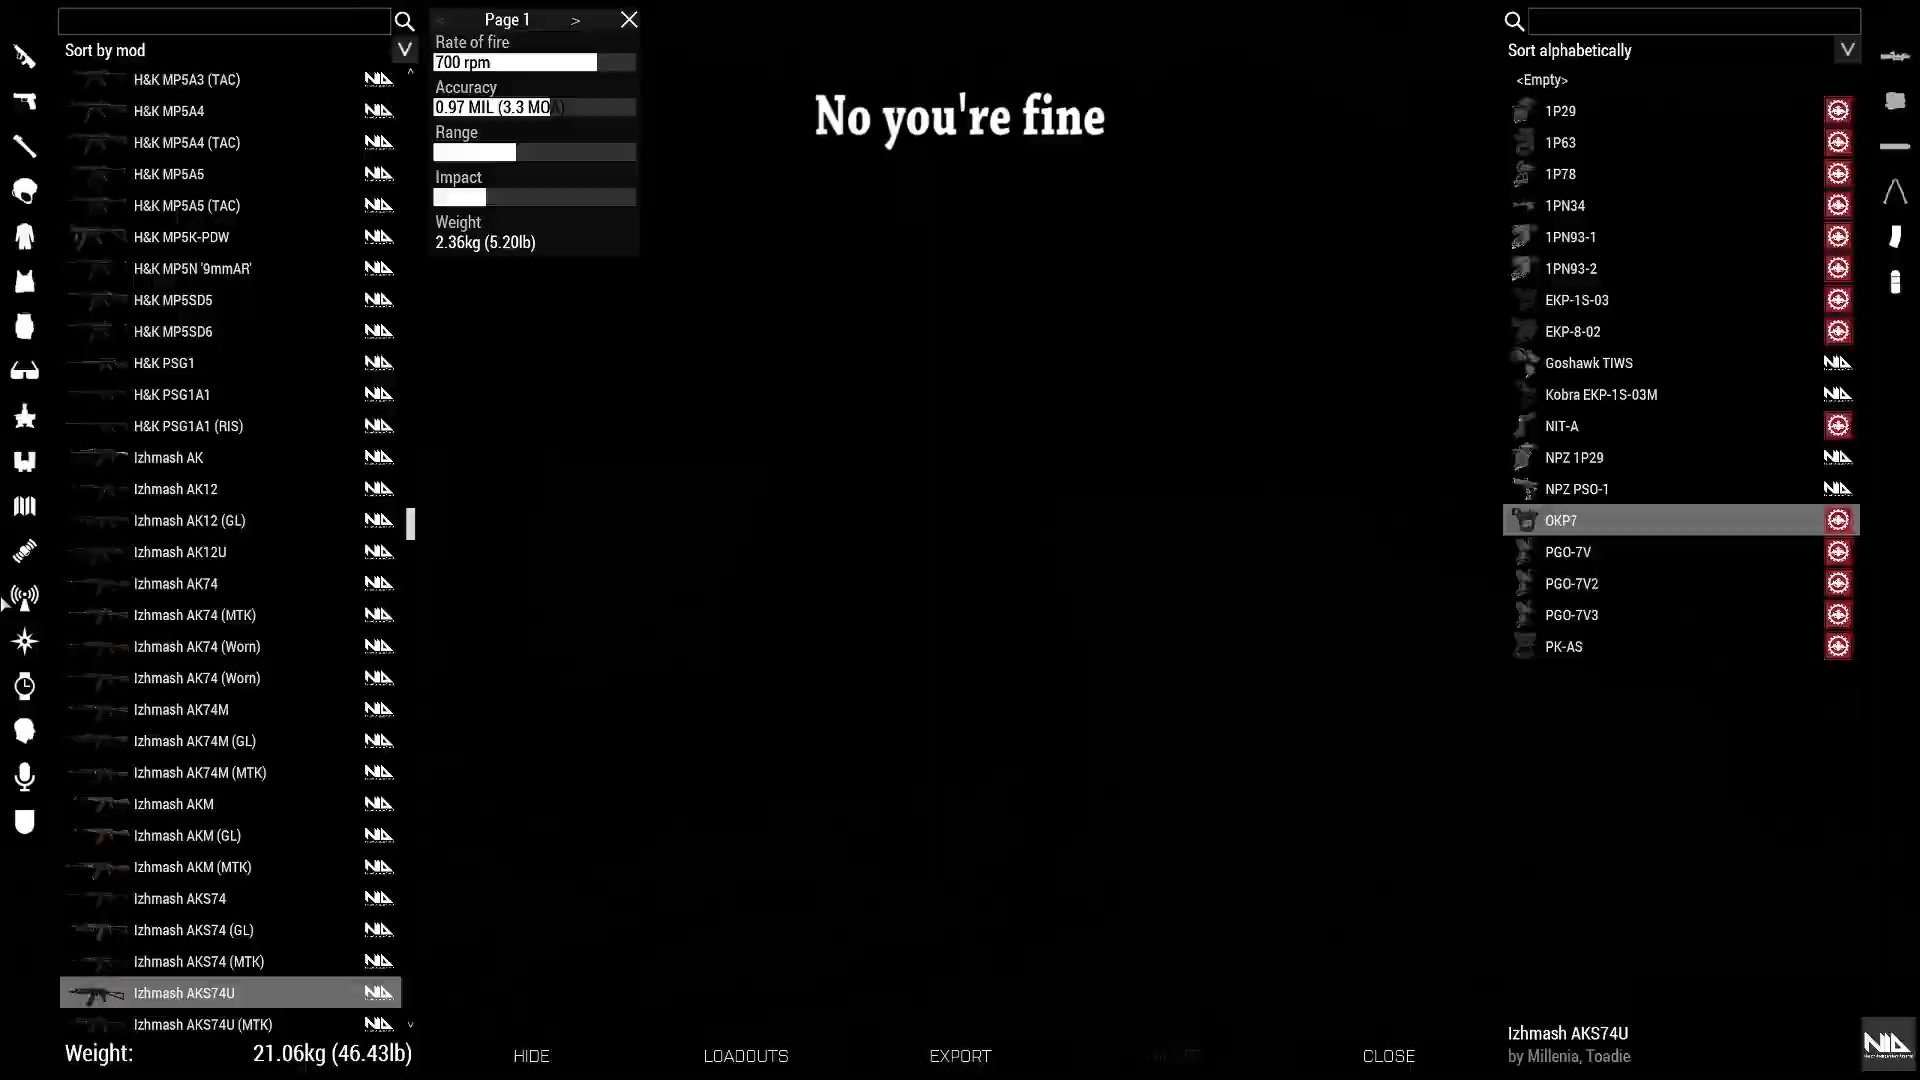 Sort by mod
H&K MP5A3 (TAC)
H&K MP5A4
H&K MP5A4 (TAC)
H&K MP5A5
H&K MP5A5 (TAC)
H&K MP5K-PDW
H&K MP5N '9mmAR'
H&K MP5SD5
H&K MP5SD6
H&K PSG1
H&K PSG1A1
H&K PSG1A1 (RIS)
Izhmash AK
Izhmash AK12
Izhmash AK12 (GL)
Izhmash AK12U
Izhmash AK74
Izhmash AK74 (MTK)
Izhmash AK74 (Worn)
Izhmash AK74 (Worn)
Izhmash AK74M
Izhmash AK74M (GL)
Izhmash AK74M (MTK)
Izhmash AKM
Izhmash AKM (GL)
Izhmash AKM (MTK)
Izhmash AKS74
Izhmash AKS74 (GL)
Izhmash AKS74 (MTK)
Izhmash AKS74U
Izhmash AKS74U (MTK)
Weight: 21.06kg (46.43lb)
< Page 1 >
Rate of fire
700 rpm
Accuracy
0.97 MIL (3.3 MOA)
Range
Impact
Weight
2.36kg (5.20lb)
No you're fine
HIDE
LOADOUTS
EXPORT
CLOSE
Sort alphabetically
<Empty>
1P29
1P63
1P78
1PN34
1PN93-1
1PN93-2
EKP-1S-03
EKP-8-02
Goshawk TIWS
Kobra EKP-1S-03M
NIT-A
NPZ 1P29
NPZ PSO-1
OKP7
PGO-7V
PGO-7V2
PGO-7V3
PK-AS
Izhmash AKS74U
by Millenia, Toadie
NIA